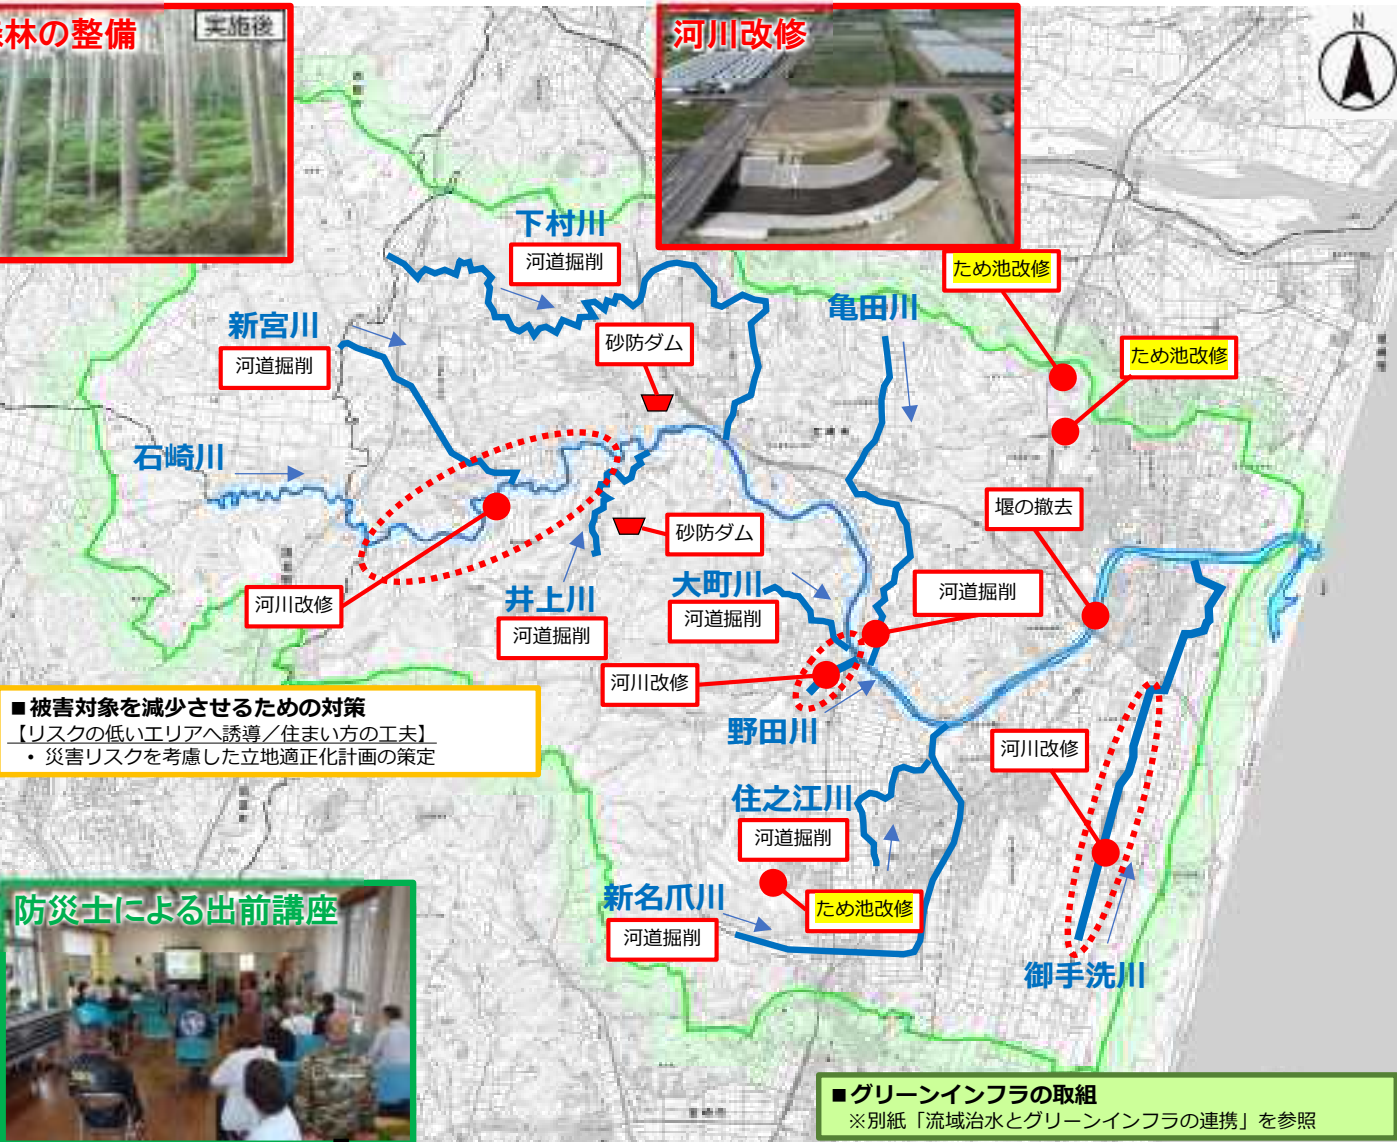 林の整備
実施後
河川改修
N
下村川
河道掘削
ため池改修
新宮川
河道掘削
砂防ダム
亀田川
ため池改修
石崎川
堰の撤去
砂防ダム
河川改修
井上川
河道掘削
大町川
河道掘削
河道掘削
河川改修
野田川
■被害対象を減少させるための対策
【リスクの低いエリアへ誘導／住まい方の工夫】
・ 災害リスクを考慮した立地適正化計画の策定
河川改修
住之江川
河道掘削
ため池改修
新名爪川
河道掘削
御手洗川
防災士による出前講座
■グリーンインフラの取組
※別紙「流域治水とグリーンインフラの連携」を参照